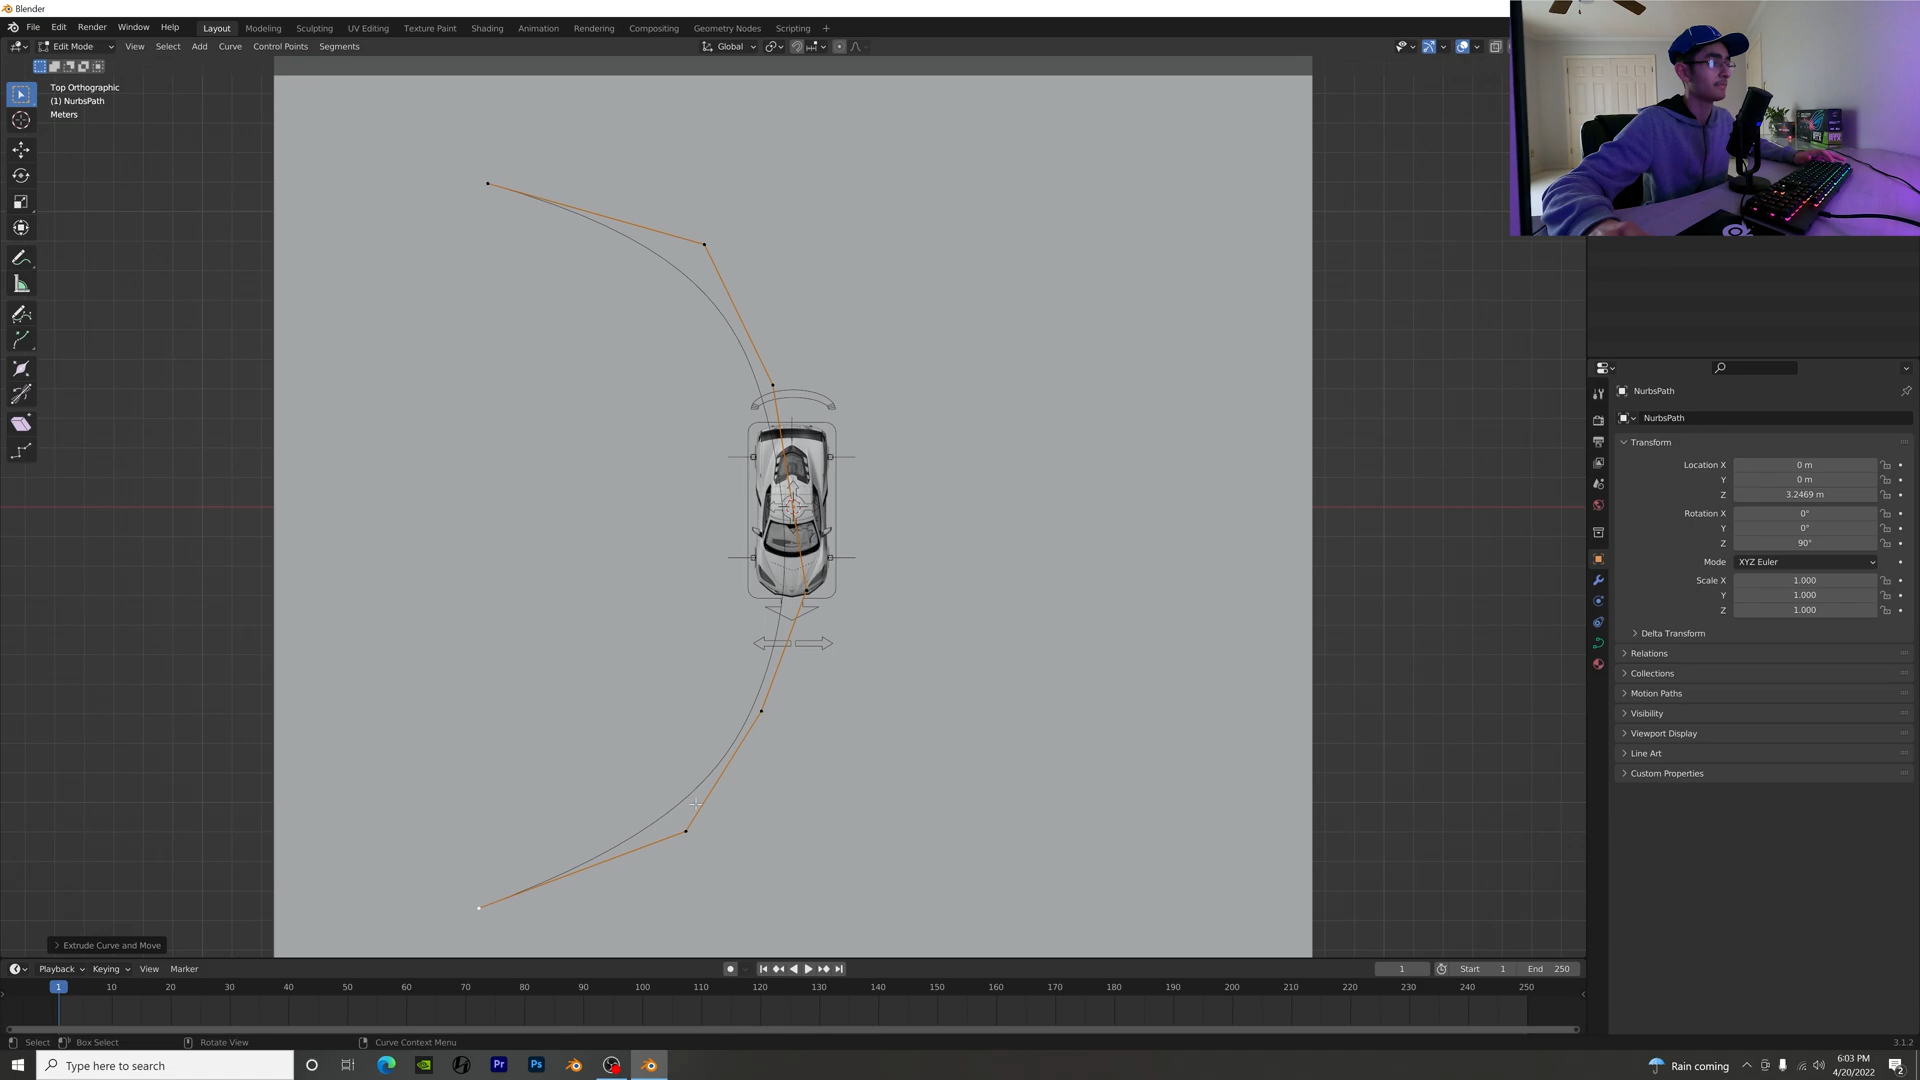 Blender
File Edit Render Window Help Layout Modeling Sculpting UV Editing Texture Paint Shading Animation Rendering Compositing Geometry Nodes Scripting +
Edit Mode View Select Add Curve Control Points Segments Global
Top Orthographic
(1) NurbsPath
Meters
NurbsPath
NurbsPath
Transform
Location X 0 m
Y 0 m
Z 3.2469 m
Rotation X 0°
Y 0°
Z 90°
Mode XYZ Euler
Scale X 1.000
Y 1.000
Z 1.000
Delta Transform
Relations
Collections
Motion Paths
Visibility
Viewport Display
Line Art
Custom Properties
Extrude Curve and Move
Playback Keying View Marker 1 Start 1 End 250
1 10 20 30 40 50 60 70 80 90 100 110 120 130 140 150 160 170 180 190 200 210 220 230 240 250
Select Box Select Rotate View Curve Context Menu 3.1.2
Type here to search Pr Ps Rain coming 6:03 PM
4/20/2022 2